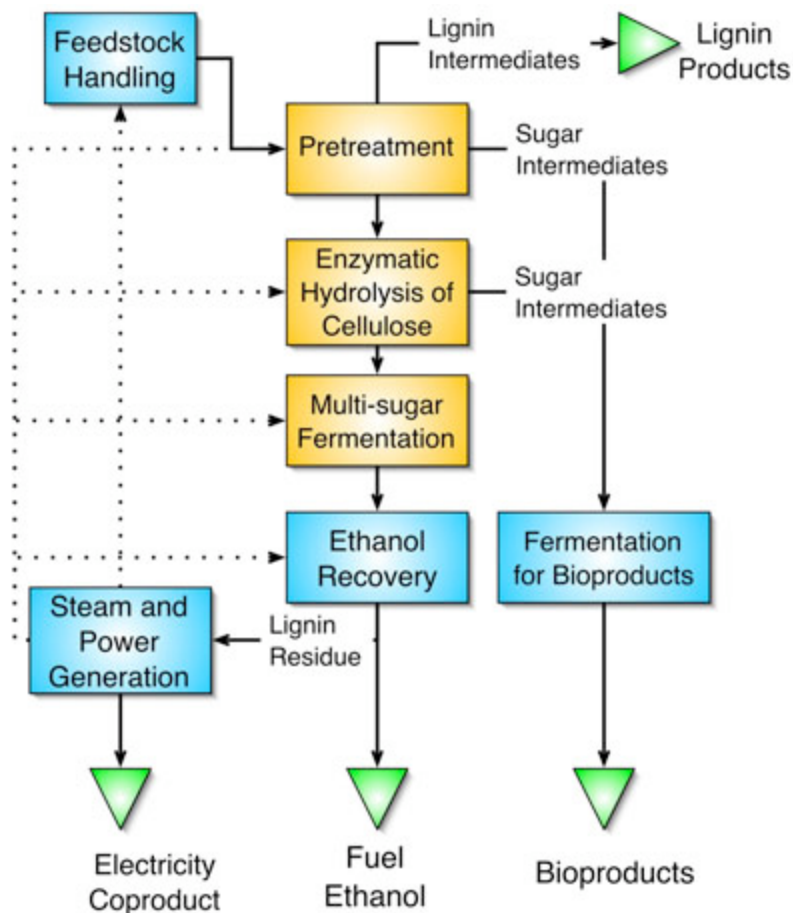 Feedstock
Handling
Lignin
Intermediates
Lignin
Products
Pretreatment
Sugar
Intermediates
Enzymatic
Hydrolysis of
Cellulose
Sugar
Intermediates
Multi-sugar
Fermentation
Ethanol
Recovery
Fermentation
for Bioproducts
Steam and
Power
Generation
Lignin
Residue
Electricity
Coproduct
Fuel
Ethanol
Bioproducts